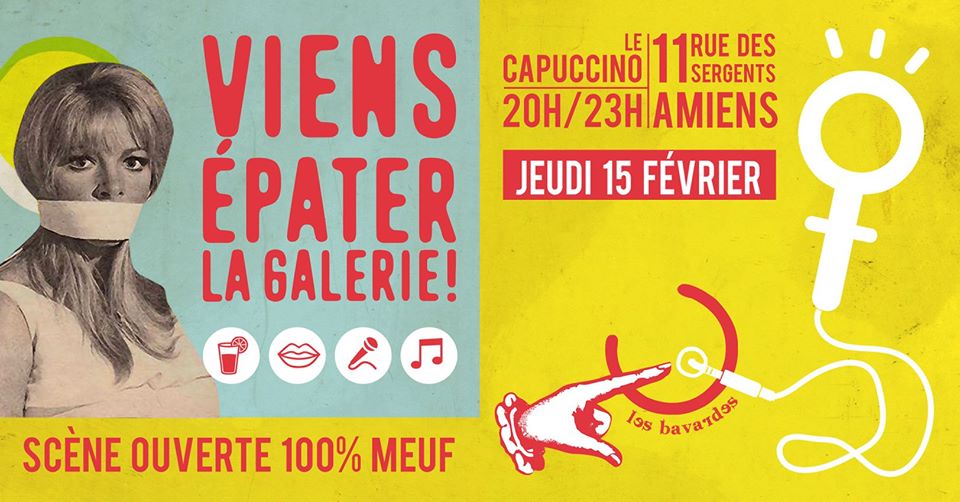 VIENS
ÉPATER
LA GALERIE!
SCÈNE OUVERTE 100% MEUF
LE
CAPUCCINO
20H/23H
11 RUE DES
SERGENTS
AMIENS
JEUDI 15 FÉVRIER
les bavardes